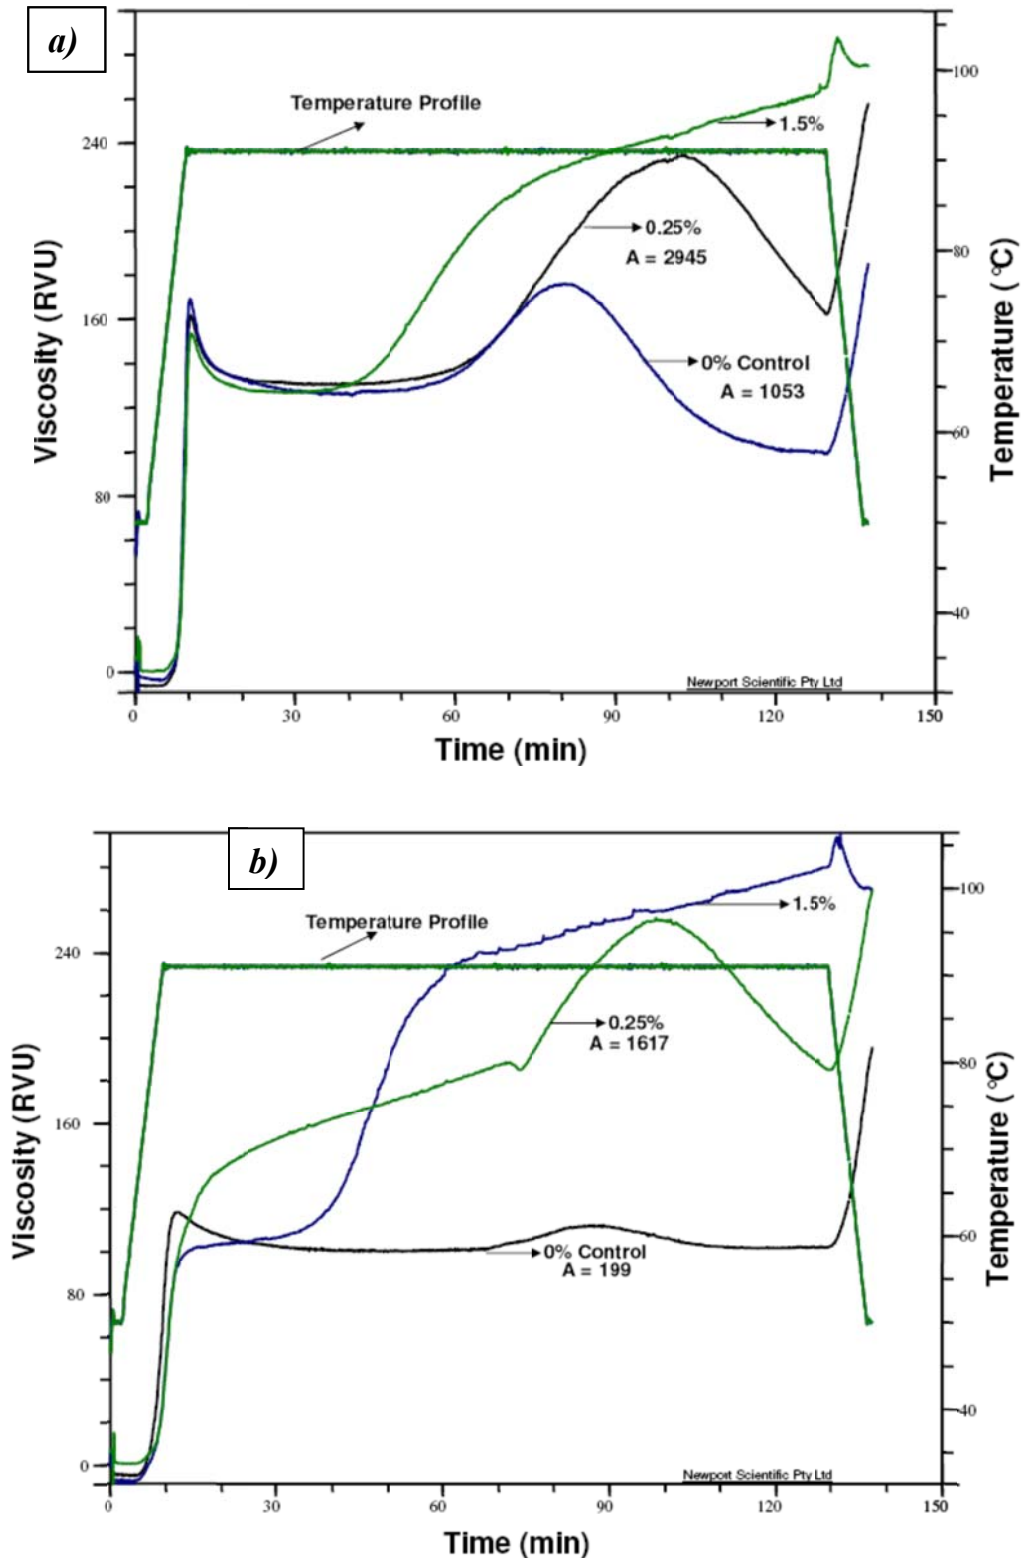 a)
Temperature Profile
1.5%
0.25%
A = 2945
0% Control
A = 1053
240
160
80
0
Viscosity (RVU)
100
80
60
40
Temperature (°C)
Newport Scientific Pty Ltd
0 30 60 90 120 150
Time (min)
b)
Temperature Profile
1.5%
0.25%
A = 1617
0% Control
A = 199
240
160
80
0
Viscosity (RVU)
100
80
60
40
Temperature (°C)
Newport Scientific Pty Ltd
0 30 60 90 120 150
Time (min)